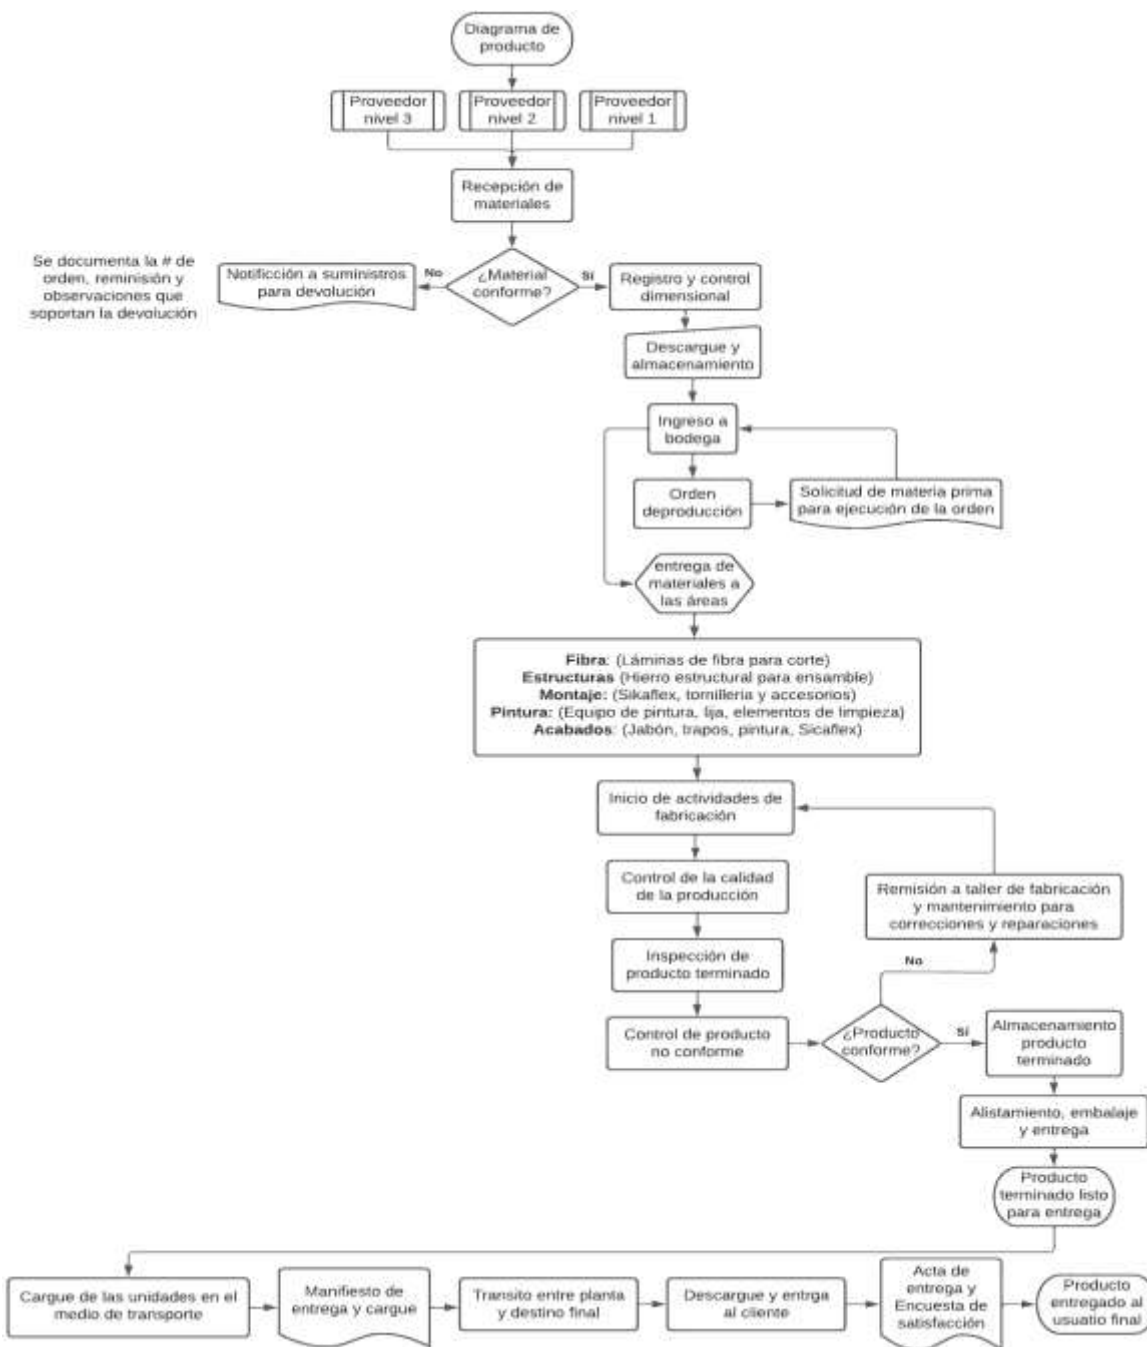 Diagrama de
producto
Proveedor
nivel 3
Proveedor
nivel 2
Proveedor
nivel 1
Recepción de
materiales
Se documenta la # de
orden, reminisión y
observaciones que
soportan la devolución
Notificción a suministros
para devolución
No
¿Material
conforme?
Sí
Registro y control
dimensional
Descargue y
almacenamiento
Ingreso a
bodega
Orden
deproducción
Solicitud de materia prima
para ejecución de la orden
entrega de
materiales a
las áreas
Fibra: (Láminas de fibra para corte)
Estructuras (Hierro estructural para ensamble)
Montaje: (Sikaflex, tornilleria y accesorios)
Pintura: (Equipo de pintura, lija, elementos de limpieza)
Acabados: (Jabón, trapos, pintura, Sicaflex)
Inicio de actividades de
fabricación
Control de la calidad
de la producción
Remisión a taller de fabricación
y mantenimiento para
correcciones y reparaciones
Inspección de
producto terminado
No
Control de producto
no conforme
¿Producto
conforme?
Sí
Almacenamiento
producto
terminado
Alistamiento, embalaje
y entrega
Producto
terminado listo
para entrega
Cargue de las unidades en el
medio de transporte
Manifiesto de
entrega y cargue
Transito entre planta
y destino final
Descargue y entrga
al cliente
Acta de
entrega y
Encuesta de
satisfacción
Producto
entregado al
usuatio final